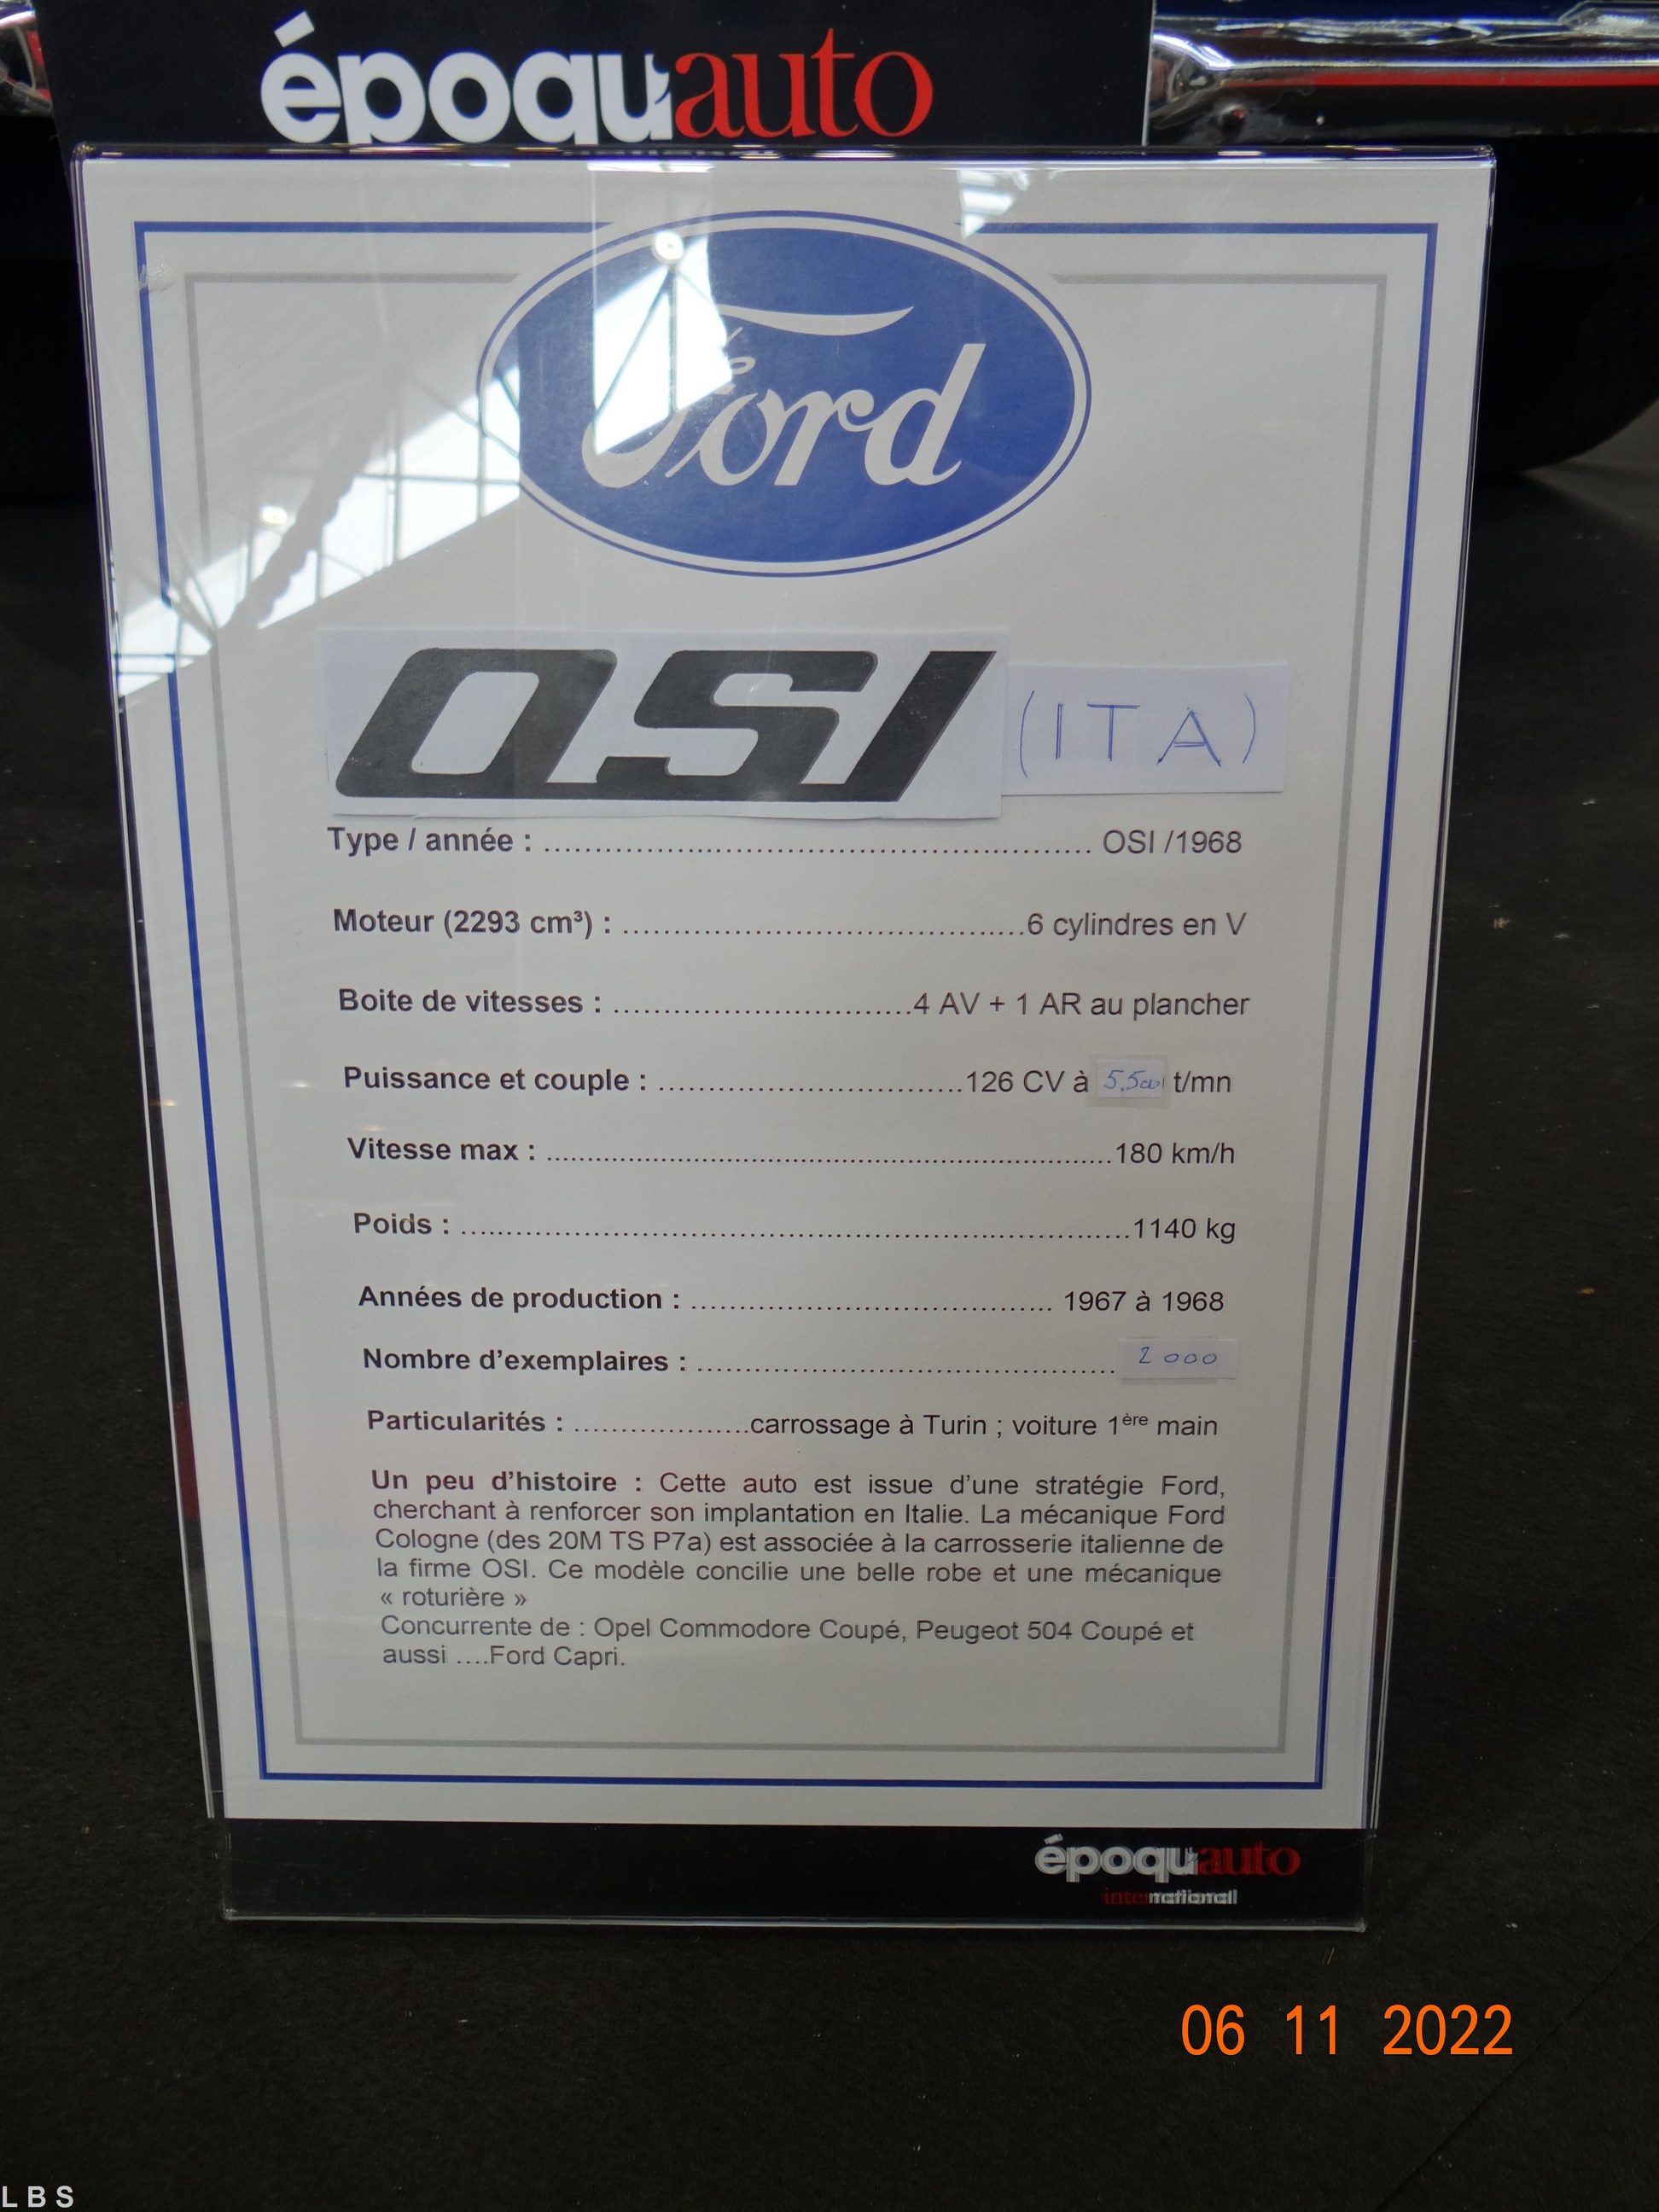 époquauto
Ford
OSI (ITA)
Type / année : .......................................................... OSI /1968
Moteur (2293 cm³) : ..........................................6 cylindres en V
Boite de vitesses : ...............................4 AV + 1 AR au plancher
Puissance et couple : ................................126 CV à 5.500 t/mn
Vitesse max : ..................................................................180 km/h
Poids : .......................................................................1140 kg
Années de production : ....................................... 1967 à 1968
Nombre d’exemplaires : .............................................2 000
Particularités : ...................carrossage à Turin ; voiture 1ère main
Un peu d’histoire : Cette auto est issue d’une stratégie Ford,
cherchant à renforcer son implantation en Italie. La mécanique Ford
Cologne (des 20M TS P7a) est associée à la carrosserie italienne de
la firme OSI. Ce modèle concilie une belle robe et une mécanique
« roturière »
Concurrente de : Opel Commodore Coupé, Peugeot 504 Coupé et
aussi ....Ford Capri.
époquauto
international
06 11 2022
LBS